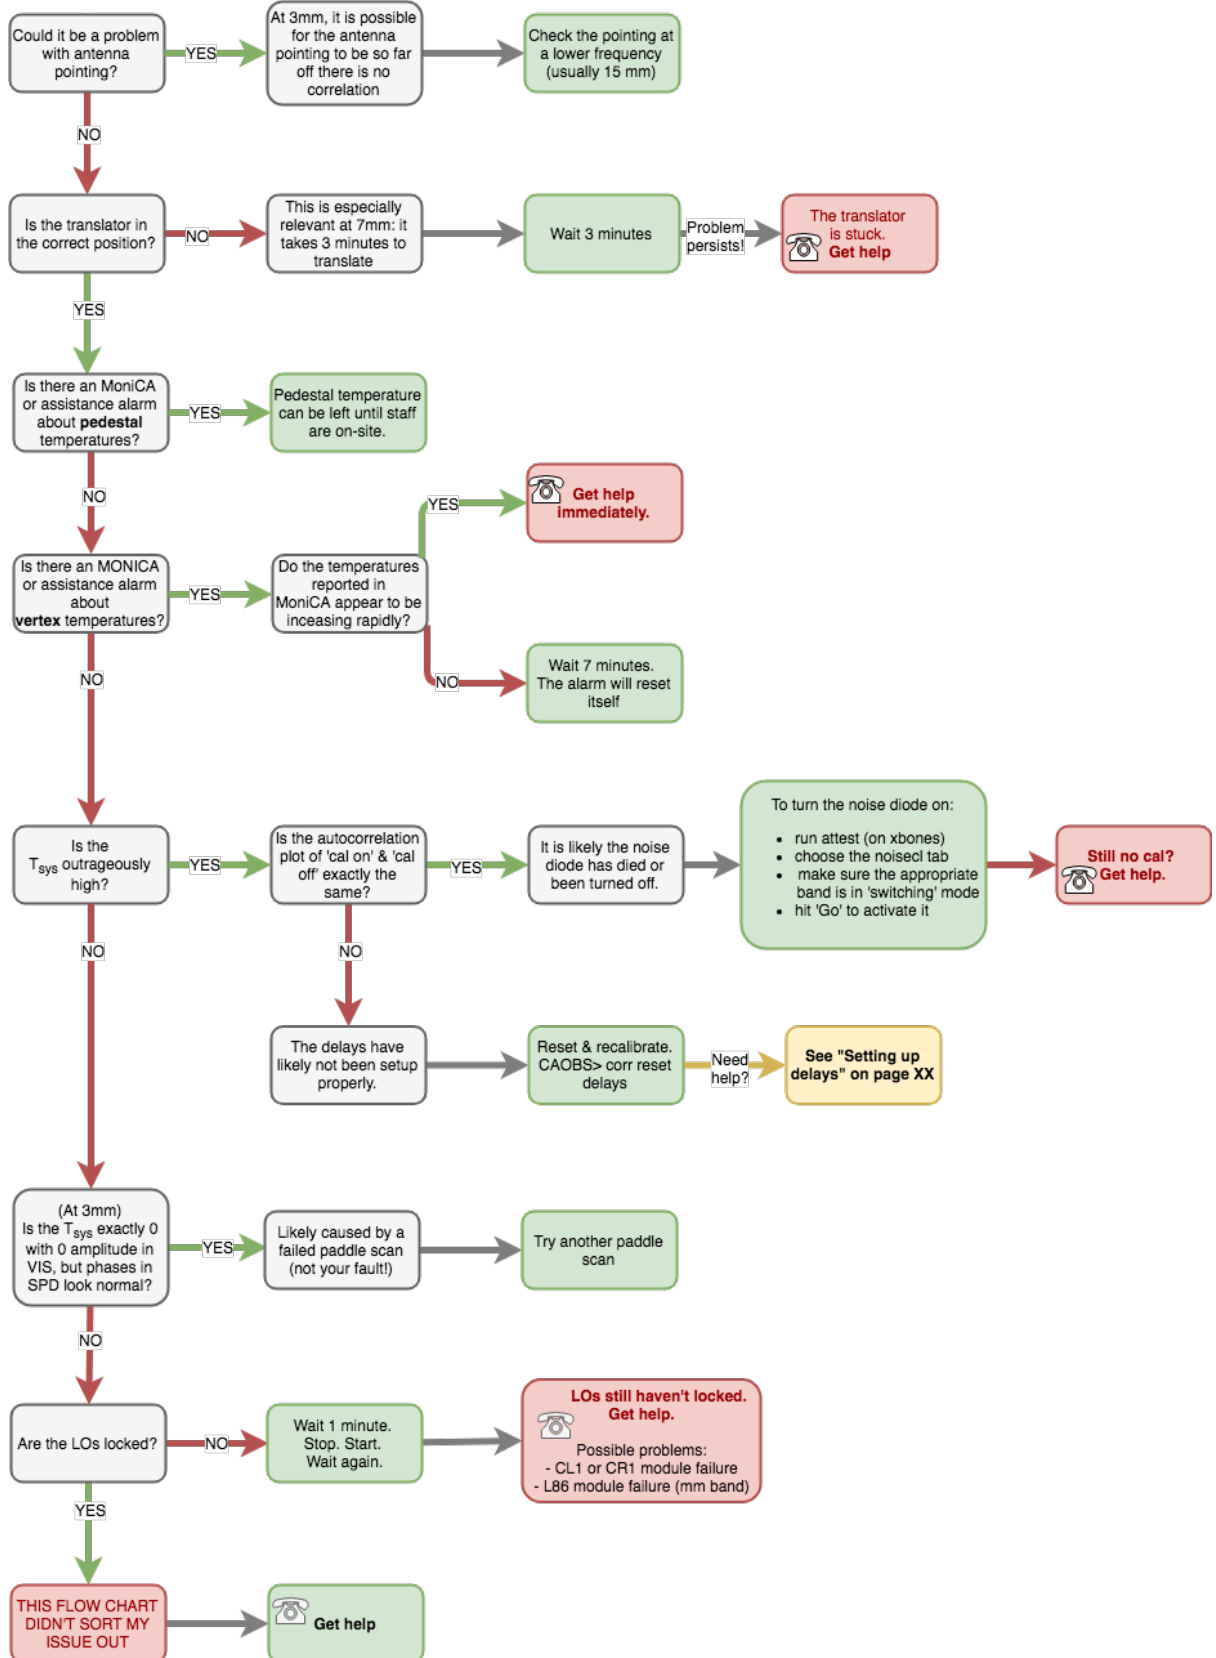 Could it be a problem
with antenna
pointing?
YES
At 3mm, it is possible
for the antenna
pointing to be so far
off there is no
correlation
Check the pointing at
a lower frequency
(usually 15 mm)
NO
Is the translator in
the correct position?
NO
This is especially
relevant at 7mm: it
takes 3 minutes to
translate
Wait 3 minutes
Problem
persists!
The translator
is stuck.
Get help
YES
Is there an MoniCA
or assistance alarm
about pedestal
temperatures?
YES
Pedestal temperature
can be left until staff
are on-site.
NO
Is there an MONICA
or assistance alarm
about
vertex temperatures?
YES
Do the temperatures
reported in
MoniCA appear to be
inceasing rapidly?
YES
Get help
immediately.
NO
Wait 7 minutes.
The alarm will reset
itself
NO
Is the
Tsys outrageously
high?
YES
Is the autocorrelation
plot of 'cal on' & 'cal
off' exactly the
same?
YES
It is likely the noise
diode has died or
been turned off.
To turn the noise diode on:
• run attest (on xbones)
• choose the noisecl tab
• make sure the appropriate
band is in 'switching' mode
• hit 'Go' to activate it
Still no cal?
Get help.
NO
NO
The delays have
likely not been setup
properly.
Reset & recalibrate.
CAOBS> corr reset
delays
Need
help?
See "Setting up
delays" on page XX
(At 3mm)
Is the Tsys exactly 0
with 0 amplitude in
VIS, but phases in
SPD look normal?
YES
Likely caused by a
failed paddle scan
(not your fault!)
Try another paddle
scan
NO
Are the LOs locked?
NO
Wait 1 minute.
Stop. Start.
Wait again.
LOs still haven't locked.
Get help.
Possible problems:
- CL1 or CR1 module failure
- L86 module failure (mm band)
YES
THIS FLOW CHART
DIDN'T SORT MY
ISSUE OUT
Get help